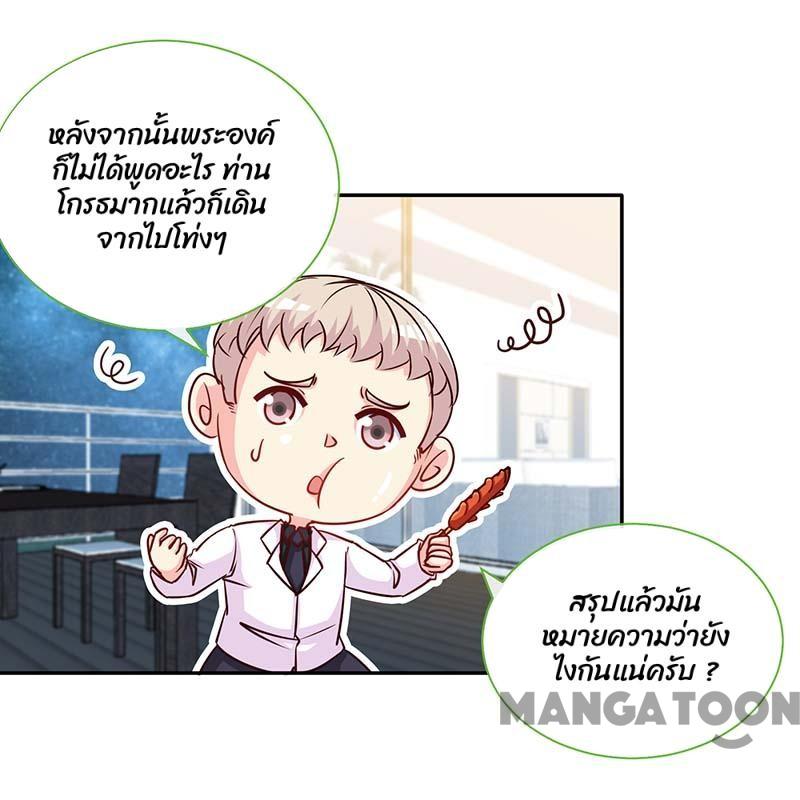 หลังจากนั้นพระองค์
ก็ไม่ได้พูดอะไร ท่าน
โกรธมากแล้วก็เดิน
จากไปโท่งๆ
สรุปแล้วมัน
หมายความว่ายัง
ไงกันแน่ครับ ?
MANGATOON